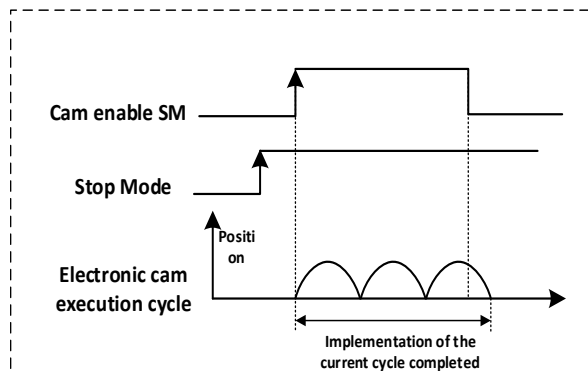 Cam enable SM
Stop Mode
Positi
on
Electronic cam
execution cycle
Implementation of the
current cycle completed